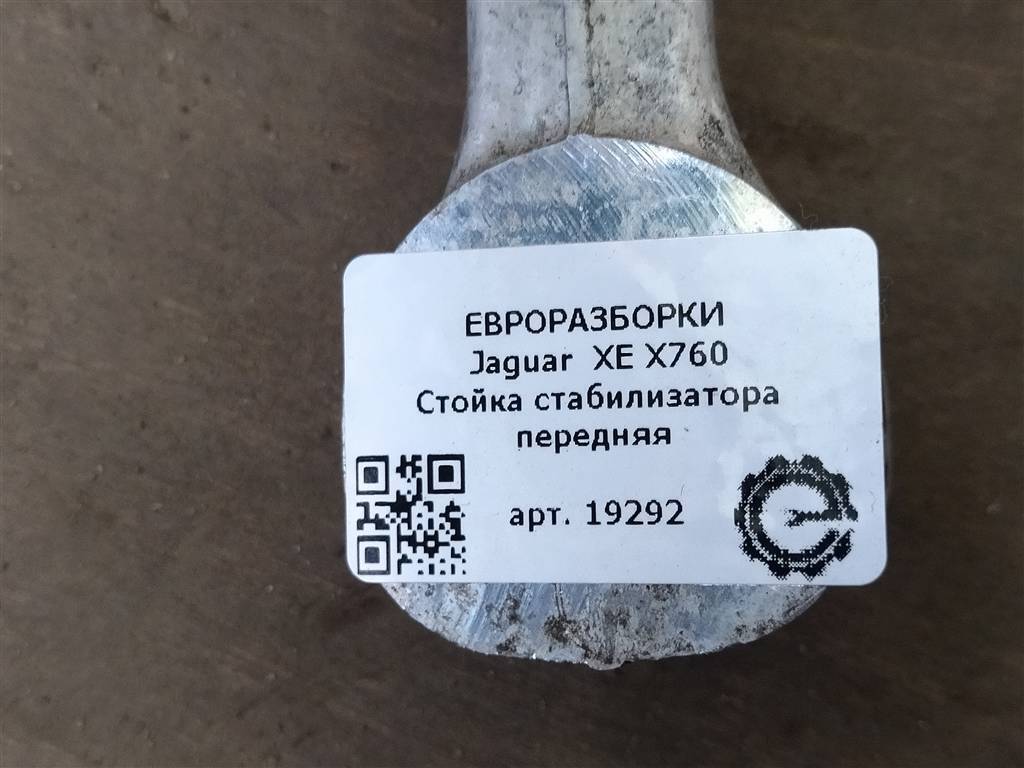 ЕВРОРАЗБОРКИ
Jaguar XE X760
Стойка стабилизатора
передняя
арт. 19292